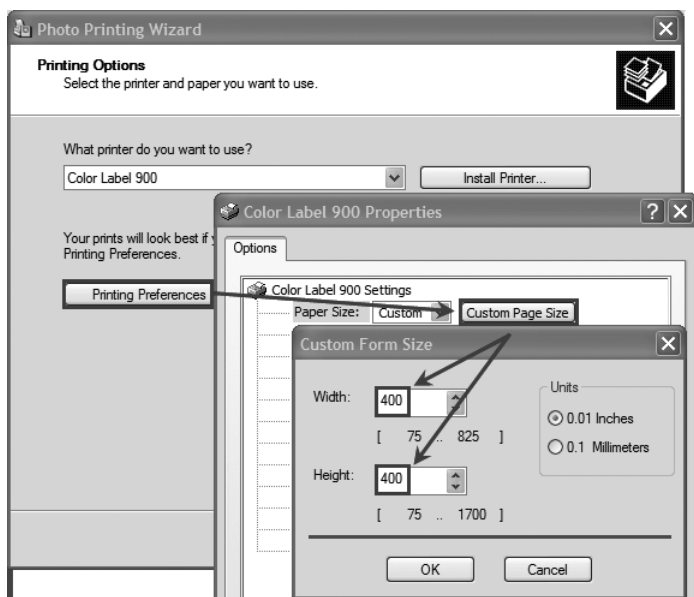 Photo Printing Wizard
Printing Options
Select the printer and paper you want to use.
What printer do you want to use?
Color Label 900
Install Printer...
Color Label 900 Properties
Your prints will look best if
Printing Preferences.
Options
Printing Preferences
Color Label 900 Settings
Paper Size: Custom Custom Page Size
Custom Form Size
Width: 400
[ 75 .. 825 ]
Height: 400
[ 75 .. 1700 ]
Units
0.01 Inches
0.1 Millimeters
OK Cancel